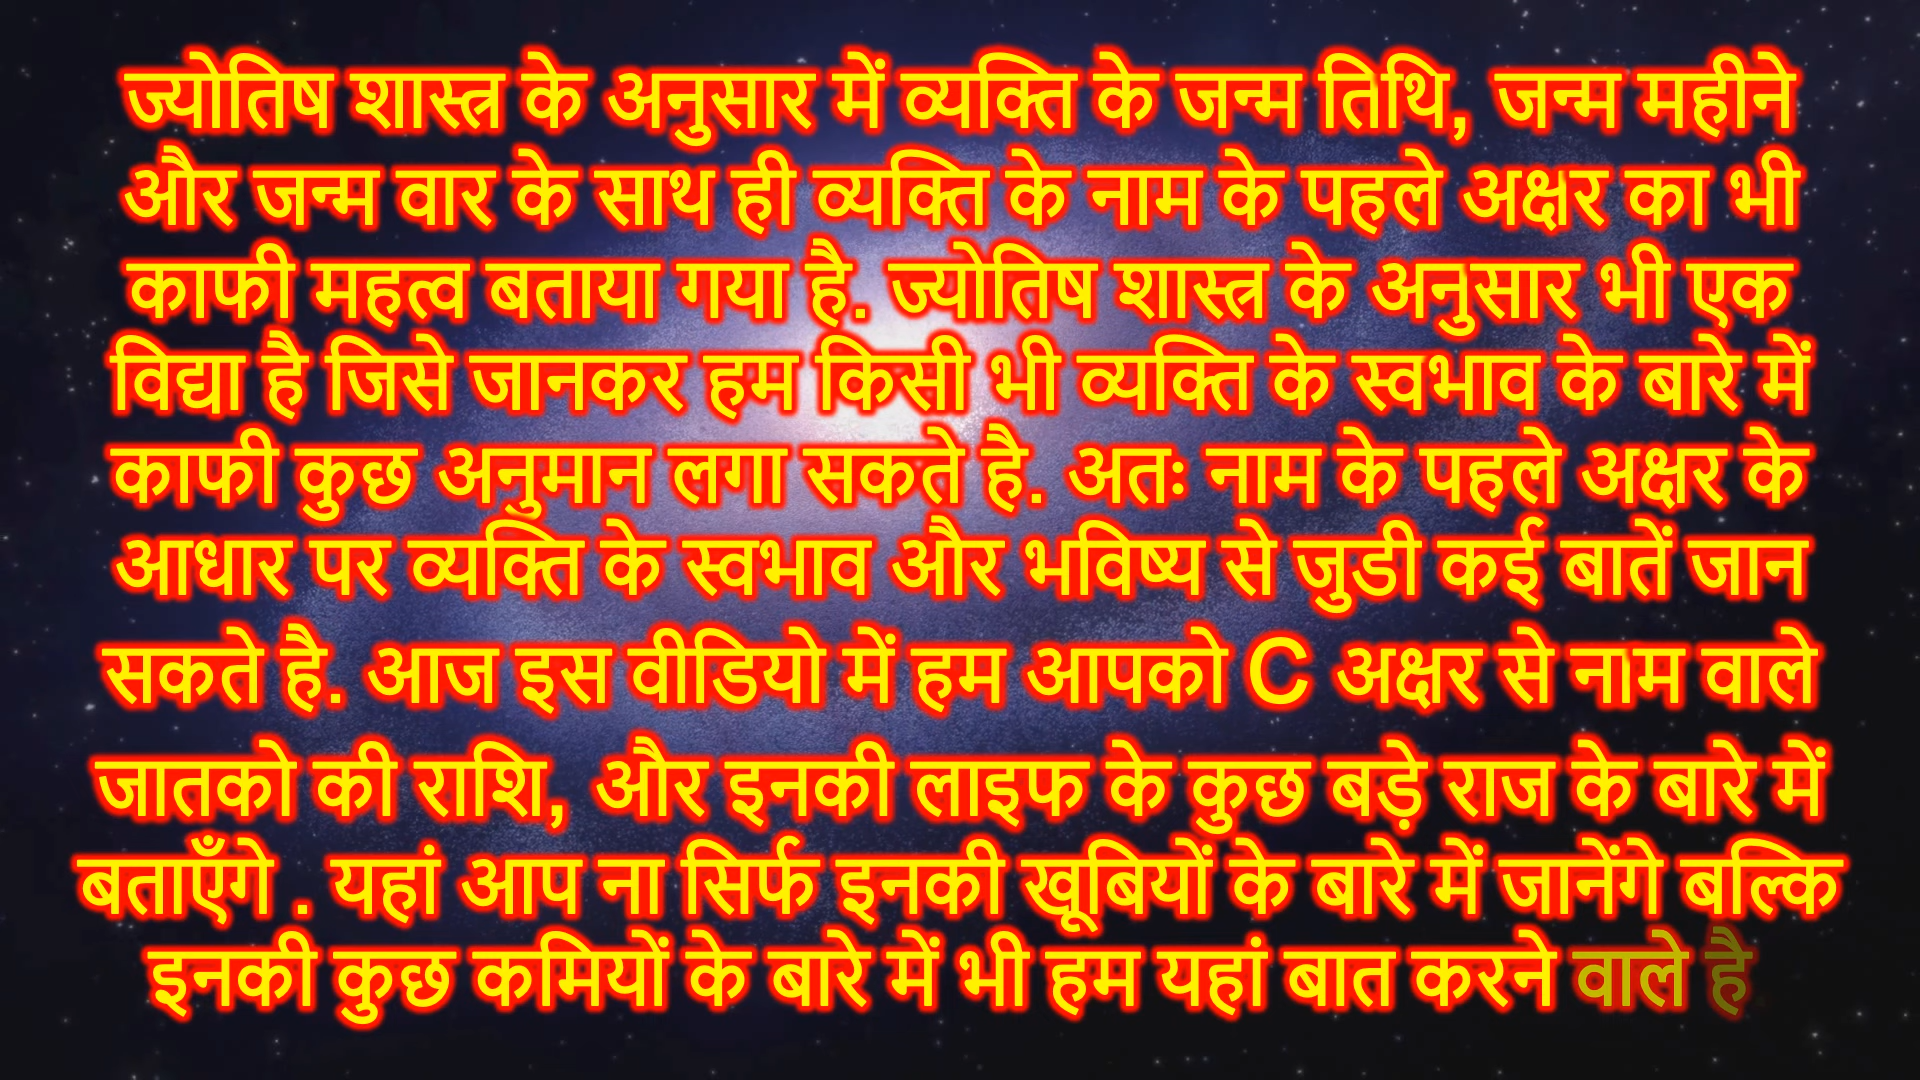 ज्योतिष शास्त्र के अनुसार में व्यक्ति के जन्म तिथि, जन्म महीने
और जन्म वार के साथ ही व्यक्ति के नाम के पहले अक्षर का भी
काफी महत्व बताया गया है. ज्योतिष शास्त्र के अनुसार भी एक
विद्या है जिसे जानकर हम किसी भी व्यक्ति के स्वभाव के बारे में
काफी कुछ अनुमान लगा सकते है. अतः नाम के पहले अक्षर के
आधार पर व्यक्ति के स्वभाव और भविष्य से जुडी कई बातें जान
सकते है. आज इस वीडियो में हम आपको C अक्षर से नाम वाले
जातको की राशि, और इनकी लाइफ के कुछ बड़े राज के बारे में
बताएँगे . यहां आप ना सिर्फ इनकी खूबियों के बारे में जानेंगे बल्कि
इनकी कुछ कमियों के बारे में भी हम यहां बात करने वाले है